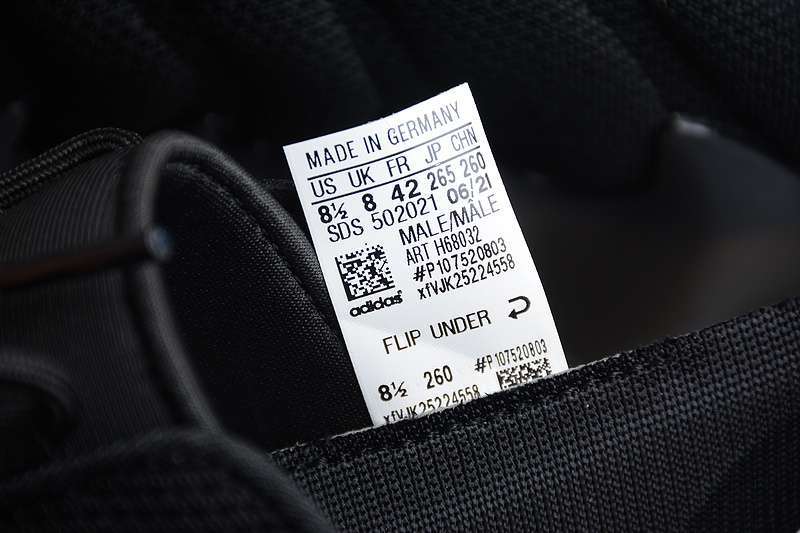 MADE IN GERMANY
US UK FR JP CHN
8½ 8 42 265 260
SDS 502021 06/21
MALE/MÂLE
ART H68032
#P107520803
xfVJK25224558
adidas
FLIP UNDER
8½ 260 #P107520803
xfVJK25224558